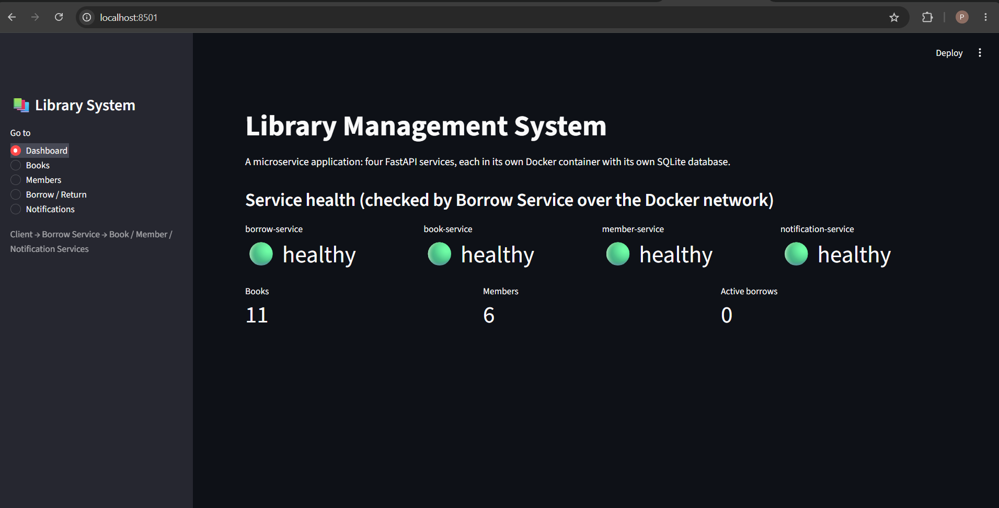 localhost:8501
P
Deploy
Library System
Go to
Dashboard
Books
Members
Borrow / Return
Notifications
Client → Borrow Service → Book / Member /
Notification Services
Library Management System
A microservice application: four FastAPI services, each in its own Docker container with its own SQLite database.
Service health (checked by Borrow Service over the Docker network)
borrow-service
healthy
book-service
healthy
member-service
healthy
notification-service
healthy
Books
11
Members
6
Active borrows
0